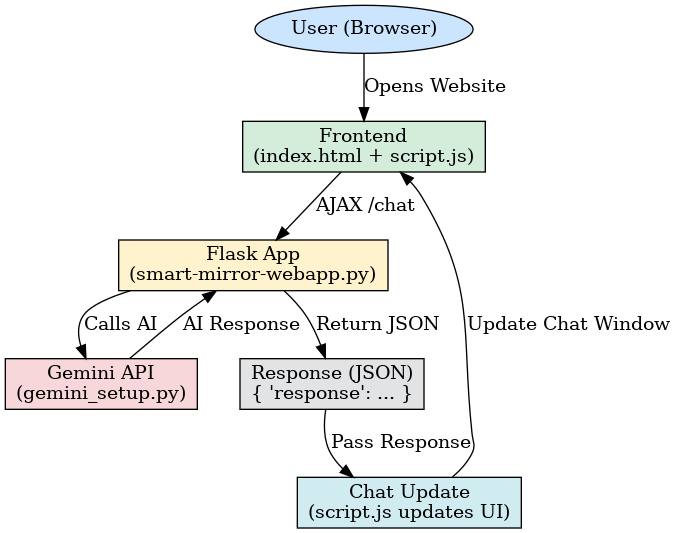 User (Browser)
Opens Website
Frontend
(index.html + script.js)
AJAX /chat
Flask App
(smart-mirror-webapp.py)
Calls AI
AI Response
Return JSON
Update Chat Window
Gemini API
(gemini_setup.py)
Response (JSON)
{ 'response': ... }
Pass Response
Chat Update
(script.js updates UI)